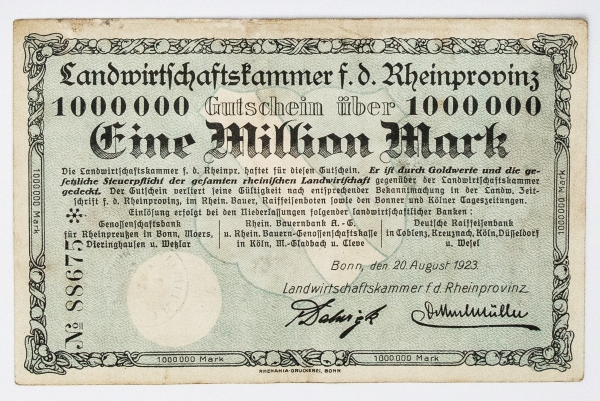 Landwirtschaftskammer f. d. Rheinprovinz
1000000 Gutschein über 1000000
Eine Million Mark
Die Landwirtschaftskammer f. d. Rheinpr. haftet für diesen Gutschein. Er ist durch Goldwerte und die ge-
setzliche Steuerpflicht der gesamten rheinischen Landwirtschaft gegenüber der Landwirtschaftskammer
gedeckt. Der Gutschein verliert seine Gültigkeit nach entsprechender Bekanntmachung in der Landw. Zeit-
schrift f. d. Rheinprovinz, im Rhein. Bauer, Raiffeisenboten sowie den Bonner und Kölner Tageszeitungen.
Einlösung erfolgt bei den Niederlassungen folgender landwirtschaftlicher Banken:
Genossenschaftsbank
für Rheinpreußen in Bonn, Moers,
Dieringhausen u. Wetzlar
Rhein. Bauernbank A.-G.
u. Rhein. Bauern-Genossenschaftskasse
in Köln, M.-Gladbach u. Cleve
Deutsche Raiffeisenbank
in Coblenz, Kreuznach, Köln, Düsseldorf
u. Wesel
Bonn, den 20. August 1923.
Landwirtschaftskammer f. d. Rheinprovinz
№ 88675 *
1000000 Mark
1000000 Mark
1000000 Mark
1000000 Mark
RHENANIA-DRUCKEREI, BONN